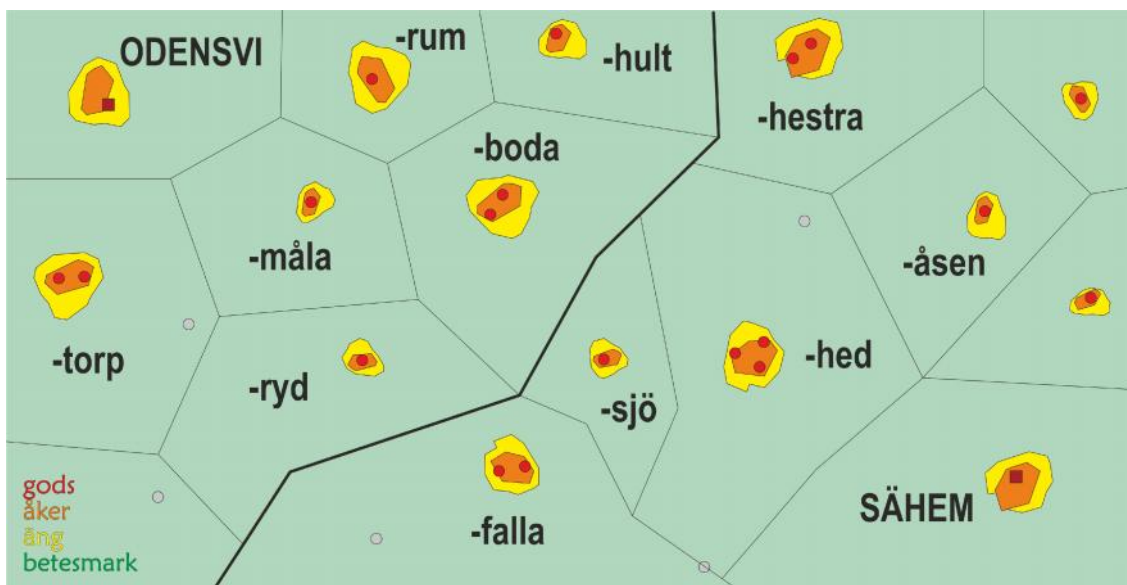 ODENSVI
-rum
-hult
-hestra
-boda
-måla
-åsen
-torp
-ryd
-sjö
-hed
-falla
SÄHEM
gods
åker
äng
betesmark